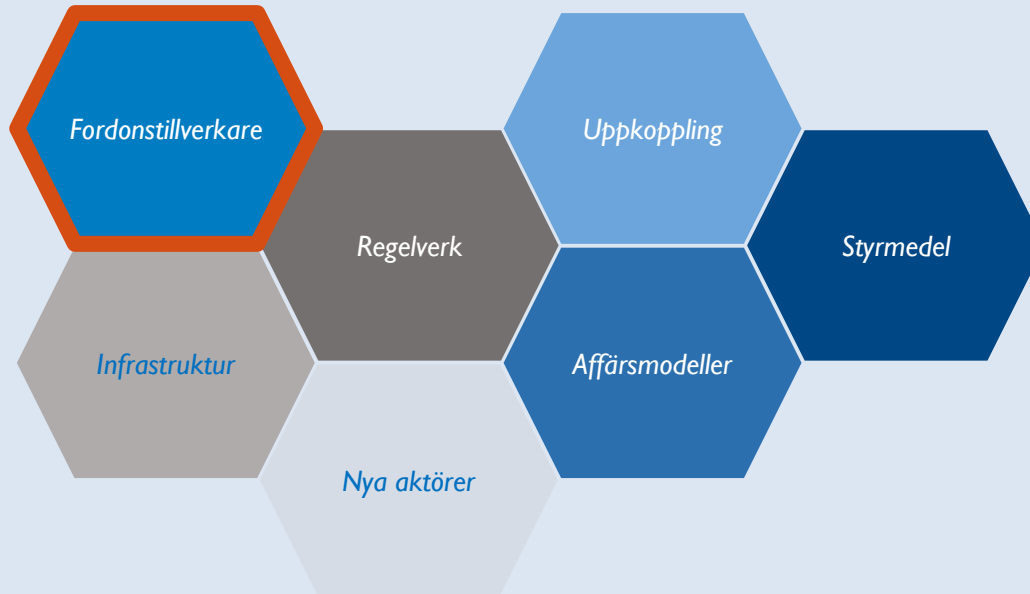 Fordonstillverkare
Uppkoppling
Regelverk
Styrmedel
Infrastruktur
Affärsmodeller
Nya aktörer